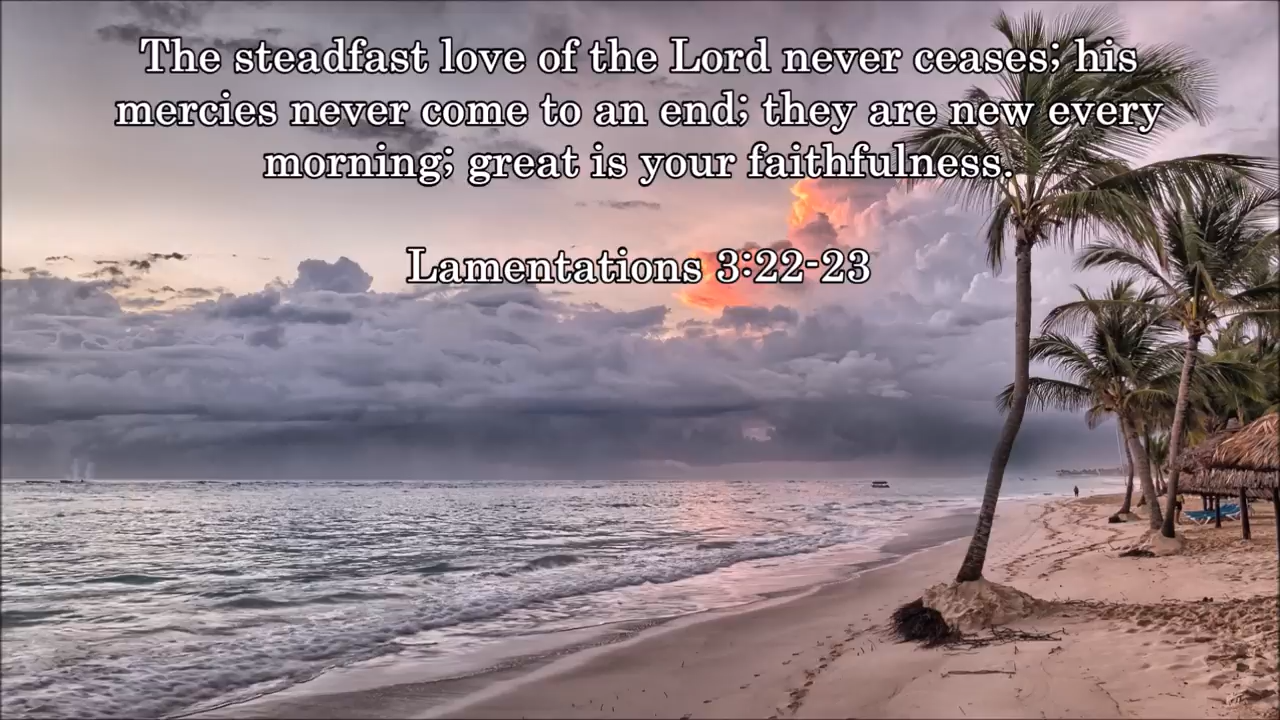 The steadfast love of the Lord never ceases; his
mercies never come to an end; they are new every
morning; great is your faithfulness.
Lamentations 3:22-23